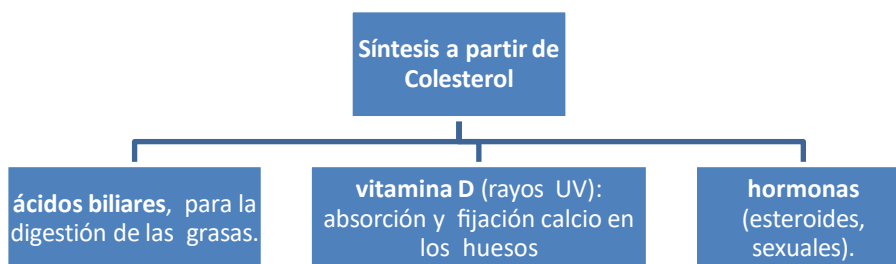 Síntesis a partir de
Colesterol
ácidos biliares, para la
digestión de las grasas.
vitamina D (rayos UV):
absorción y fijación calcio en
los huesos
hormonas
(esteroides,
sexuales).